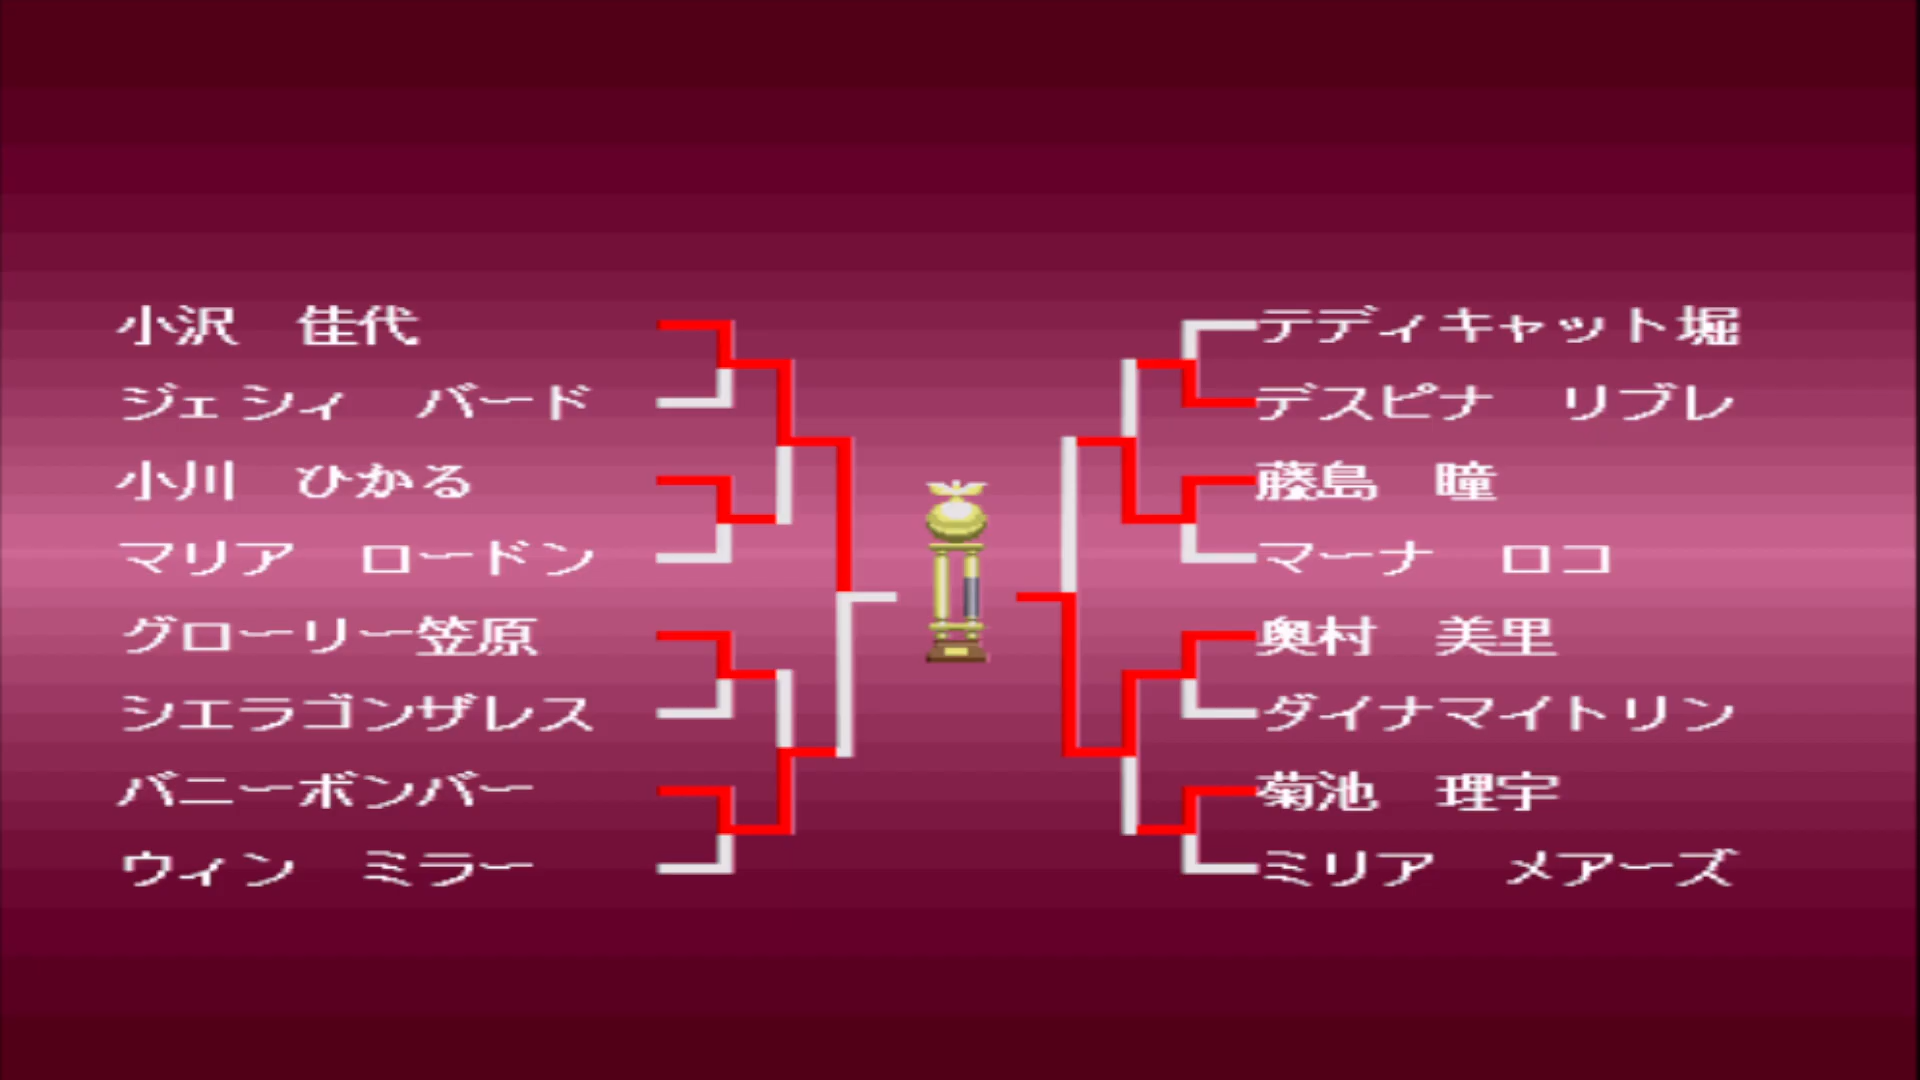 小沢　佳代
ジェシィ　バード
小川　ひかる
マリア　ロードン
グローリー笠原
シエラゴンザレス
バニーボンバー
ウィン　ミラー
テディキャット堀
デスピナ　リブレ
藤島　瞳
マーナ　ロコ
奥村　美里
ダイナマイトリン
菊池　理宇
ミリア　メアーズ